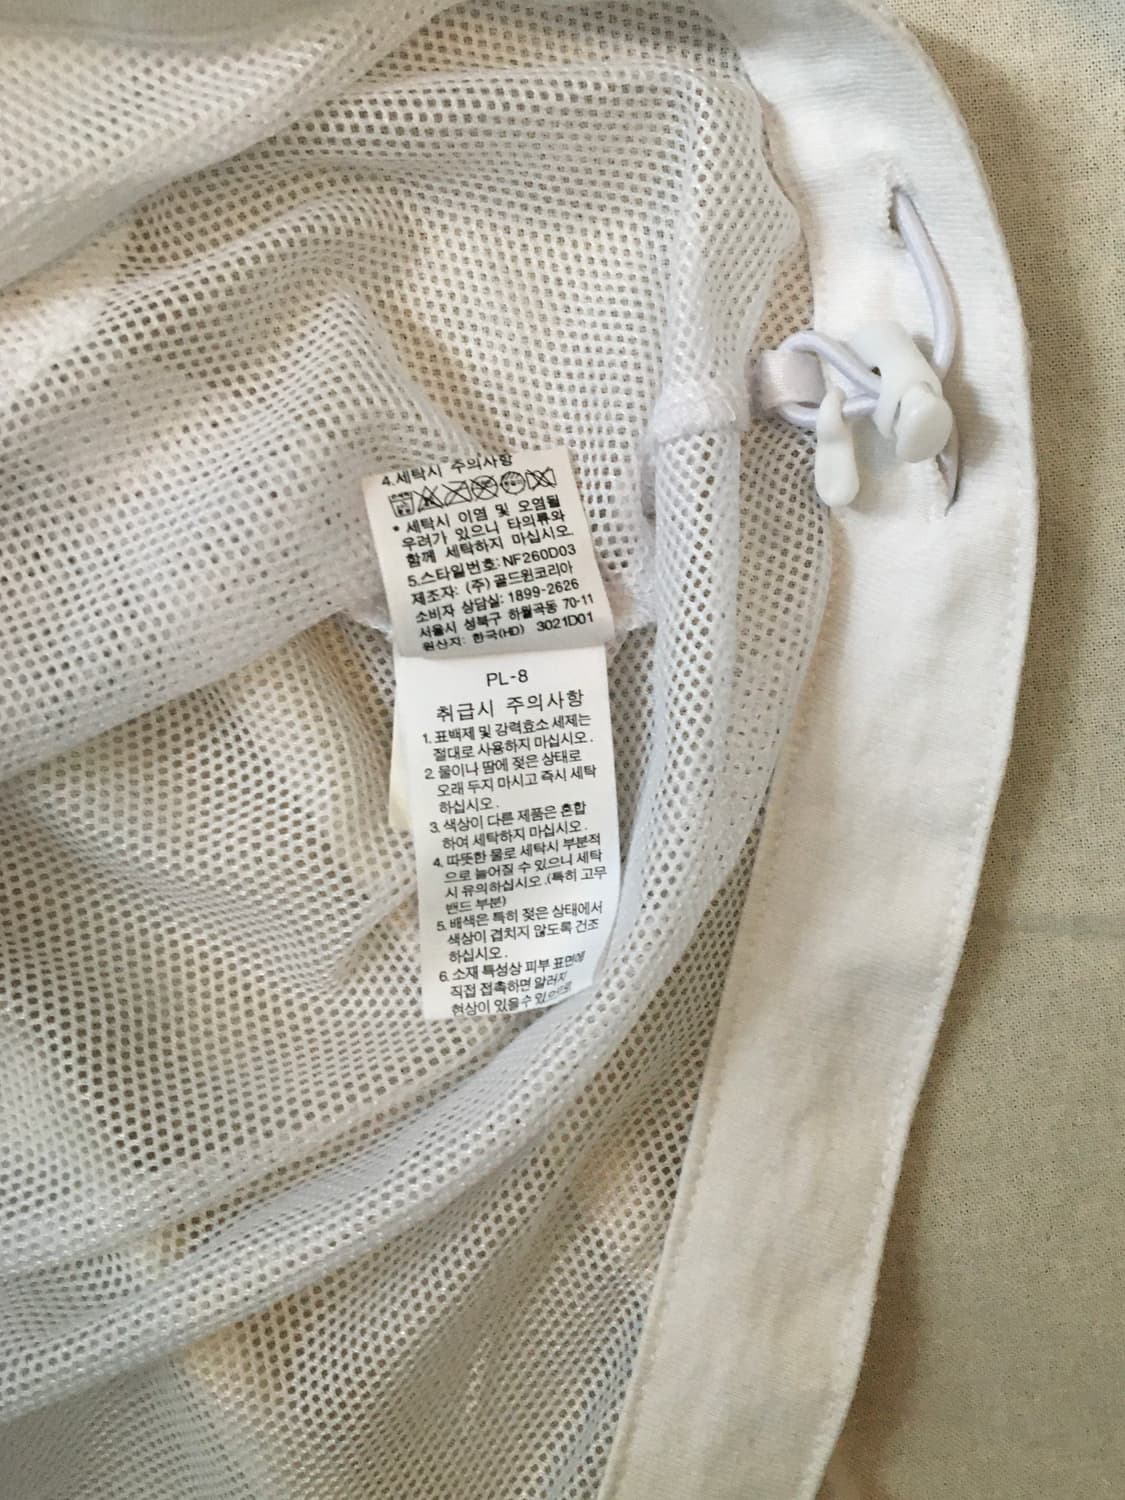 4.세탁시 주의사항
* 세탁시 이염 및 오염될
우려가 있으니 타의류와
함께 세탁하지 마십시오.
5.스타일번호: NF260D03
제조자: (주)골드윈코리아
소비자 상담실: 1899-2626
서울시 성북구 하월곡동 70-11
원산지: 한국(HD) 3021D01
PL-8
취급시 주의사항
1. 표백제 및 강력효소 세제는
절대로 사용하지 마십시오.
2. 물이나 땀에 젖은 상태로
오래 두지 마시고 즉시 세탁
하십시오.
3. 색상이 다른 제품은 혼합
하여 세탁하지 마십시오.
4. 따뜻한 물로 세탁시 부분적
으로 늘어질 수 있으니 세탁
시 유의하십시오.(특히 고무
밴드 부분)
5. 배색은 특히 젖은 상태에서
색상이 겹치지 않도록 건조
하십시오.
6. 소재 특성상 피부 표면에
직접 접촉하면 알러지
현상이 있을수 있으므로